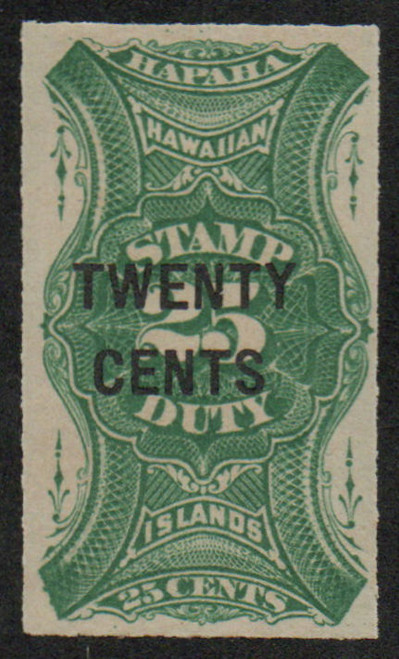 HAPAHA
HAWAIIAN
STAMP
TWENTY
25
CENTS
DUTY
ISLANDS
25 CENTS